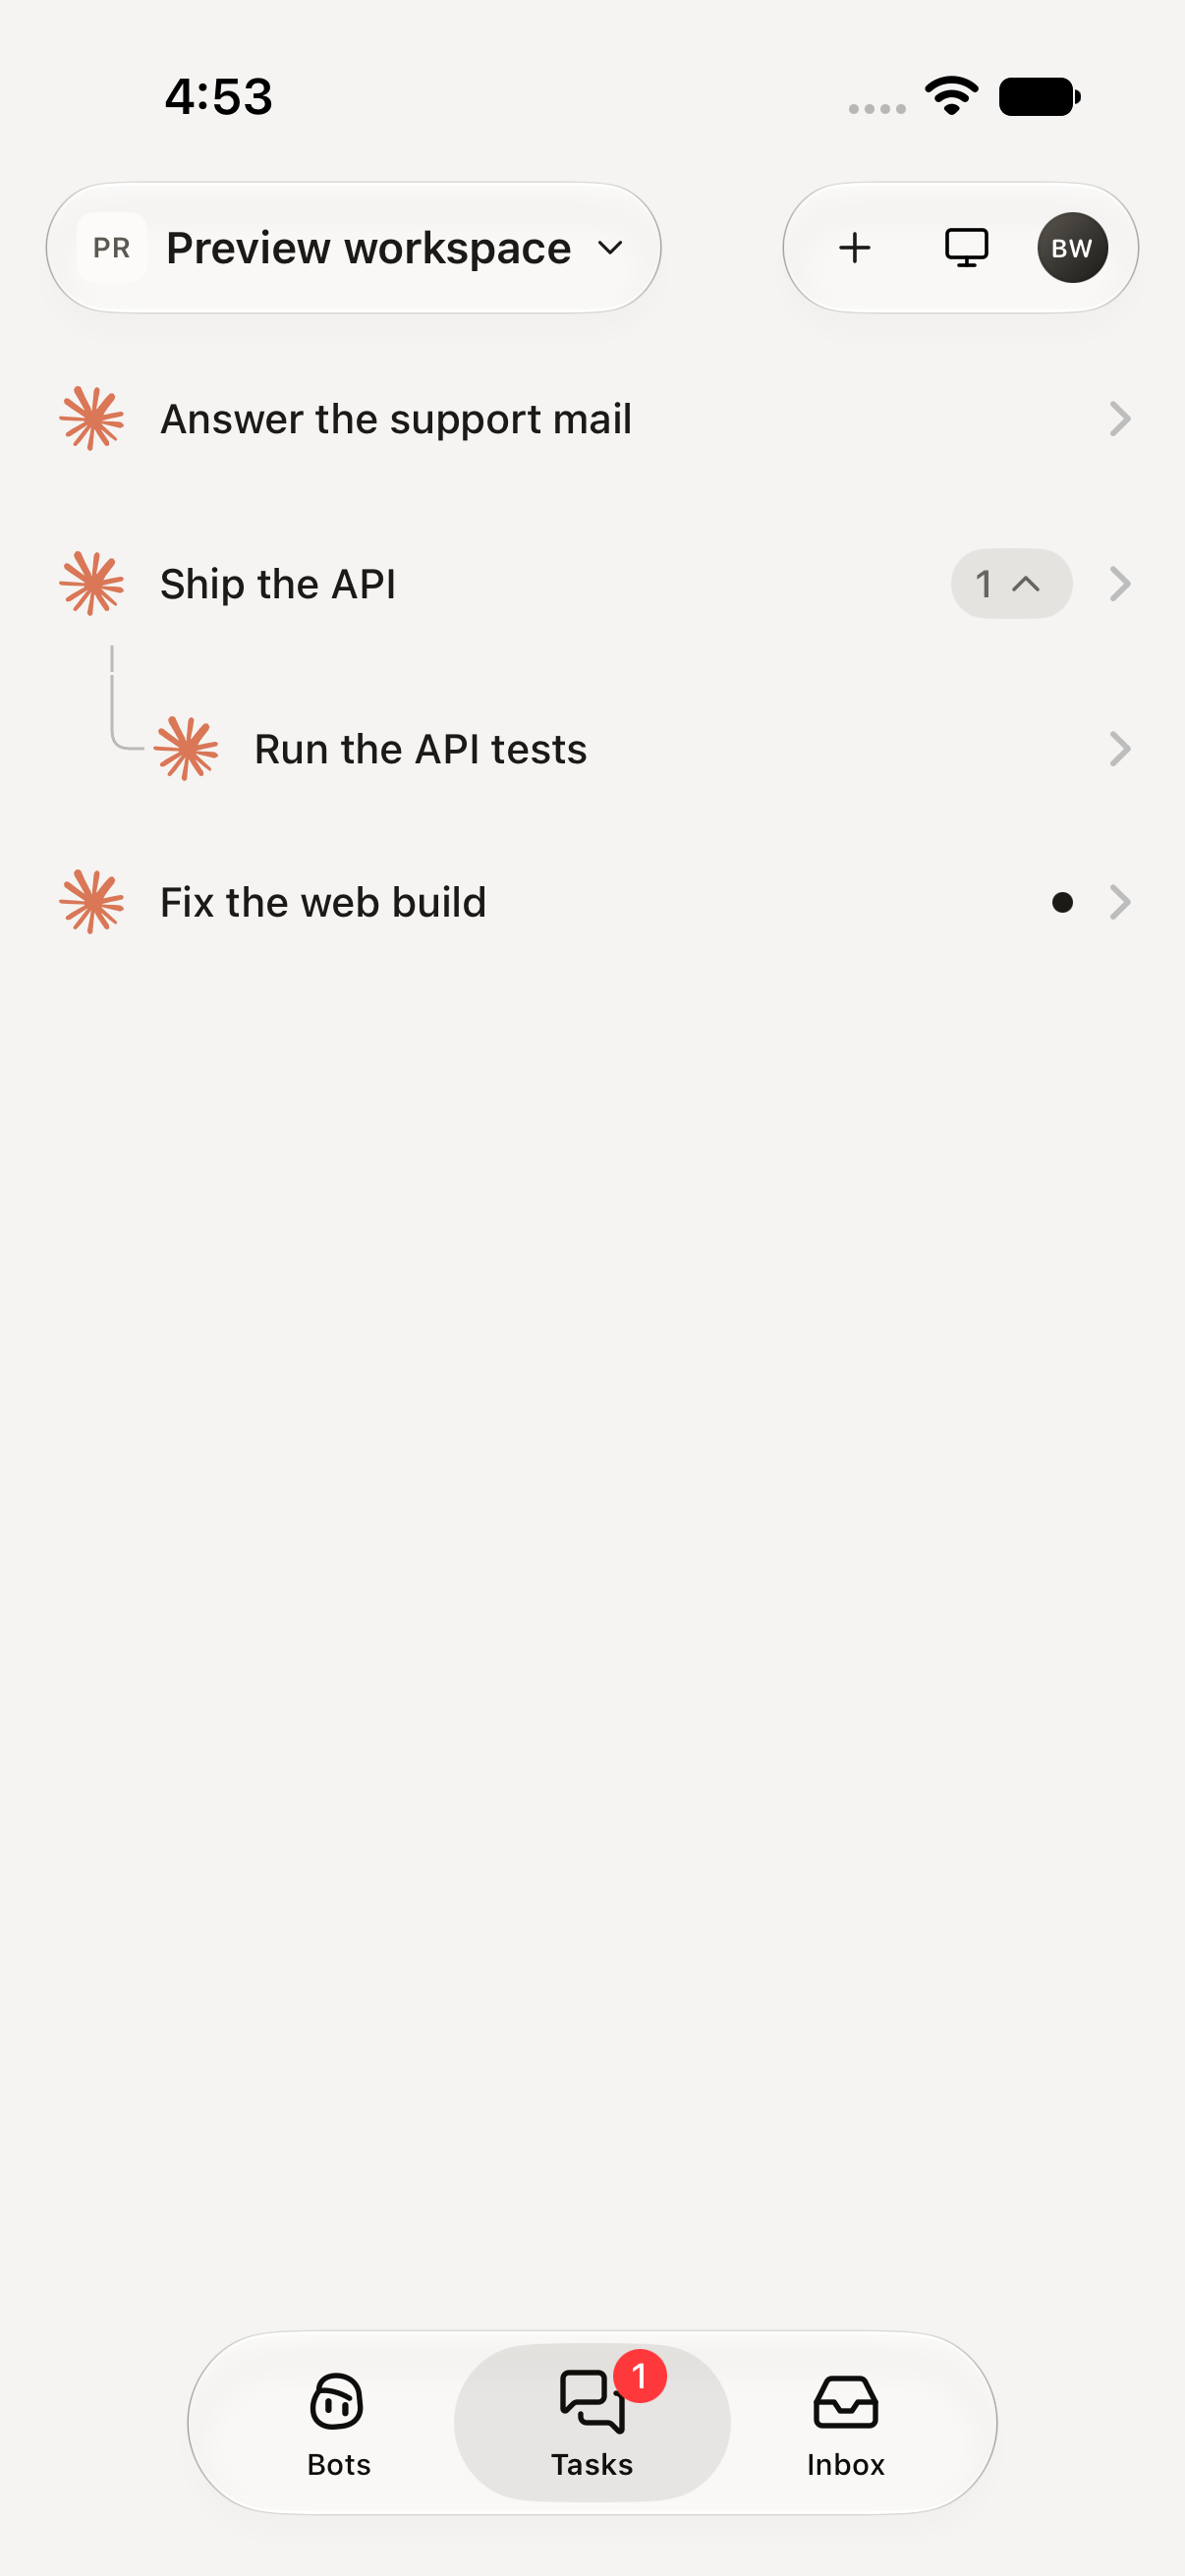 4:53
PR Preview workspace
BW
Answer the support mail
Ship the API
1
Run the API tests
Fix the web build
1
Bots
Tasks
Inbox